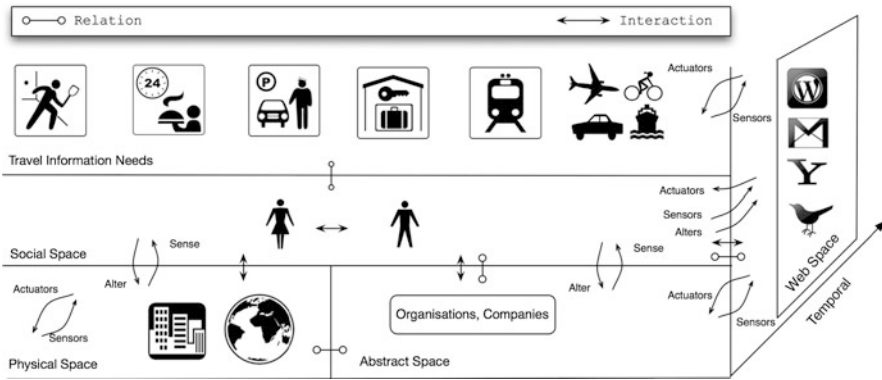 Relation
Interaction
24
P
Actuators
Sensors
Travel Information Needs
Actuators
Sensors
Alters
Sense
Sense
Social Space
Alter
Alter
Actuators
Sensors
Organisations, Companies
Actuators
Sensors
Physical Space
Abstract Space
W
M
Y
Web Space
Temporal